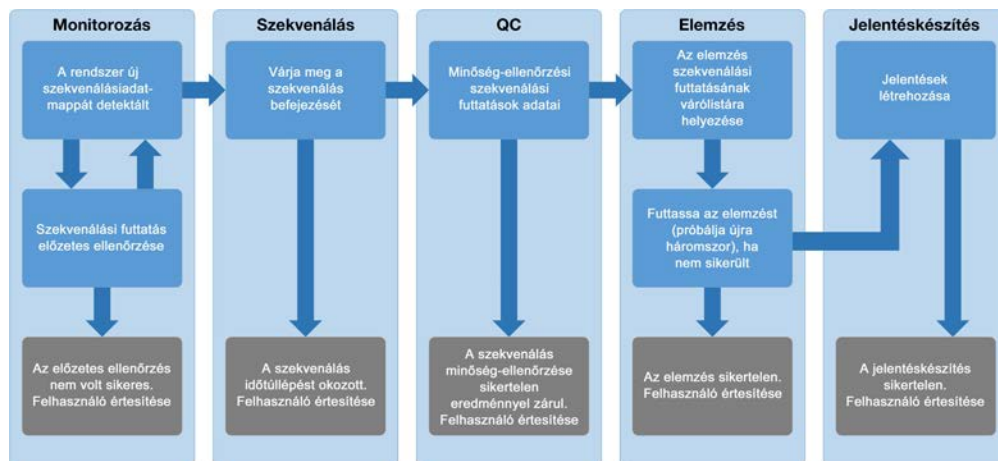 Monitorozás
A rendszer új
szekvenálásiadat-
mappát detektált
Szekvenálási futtatás
előzetes ellenőrzése
Az előzetes ellenőrzés
nem volt sikeres.
Felhasználó értesítése
Szekvenálás
Várja meg a
szekvenálás
befejezését
A szekvenálás
időtúllépést okozott.
Felhasználó értesítése
QC
Minőség-ellenőrzési
szekvenálási
futtatások adatai
A szekvenálás
minőség-ellenőrzése
sikertelen
eredménnyel zárul.
Felhasználó értesítése
Elemzés
Az elemzés
szekvenálási
futtatásának
várólistára
helyezése
Futtassa az elemzést
(próbálja újra
háromszor), ha
nem sikerült
Az elemzés sikertelen.
Felhasználó értesítése
Jelentéskészítés
Jelentések
létrehozása
A jelentéskészítés
sikertelen.
Felhasználó értesítése